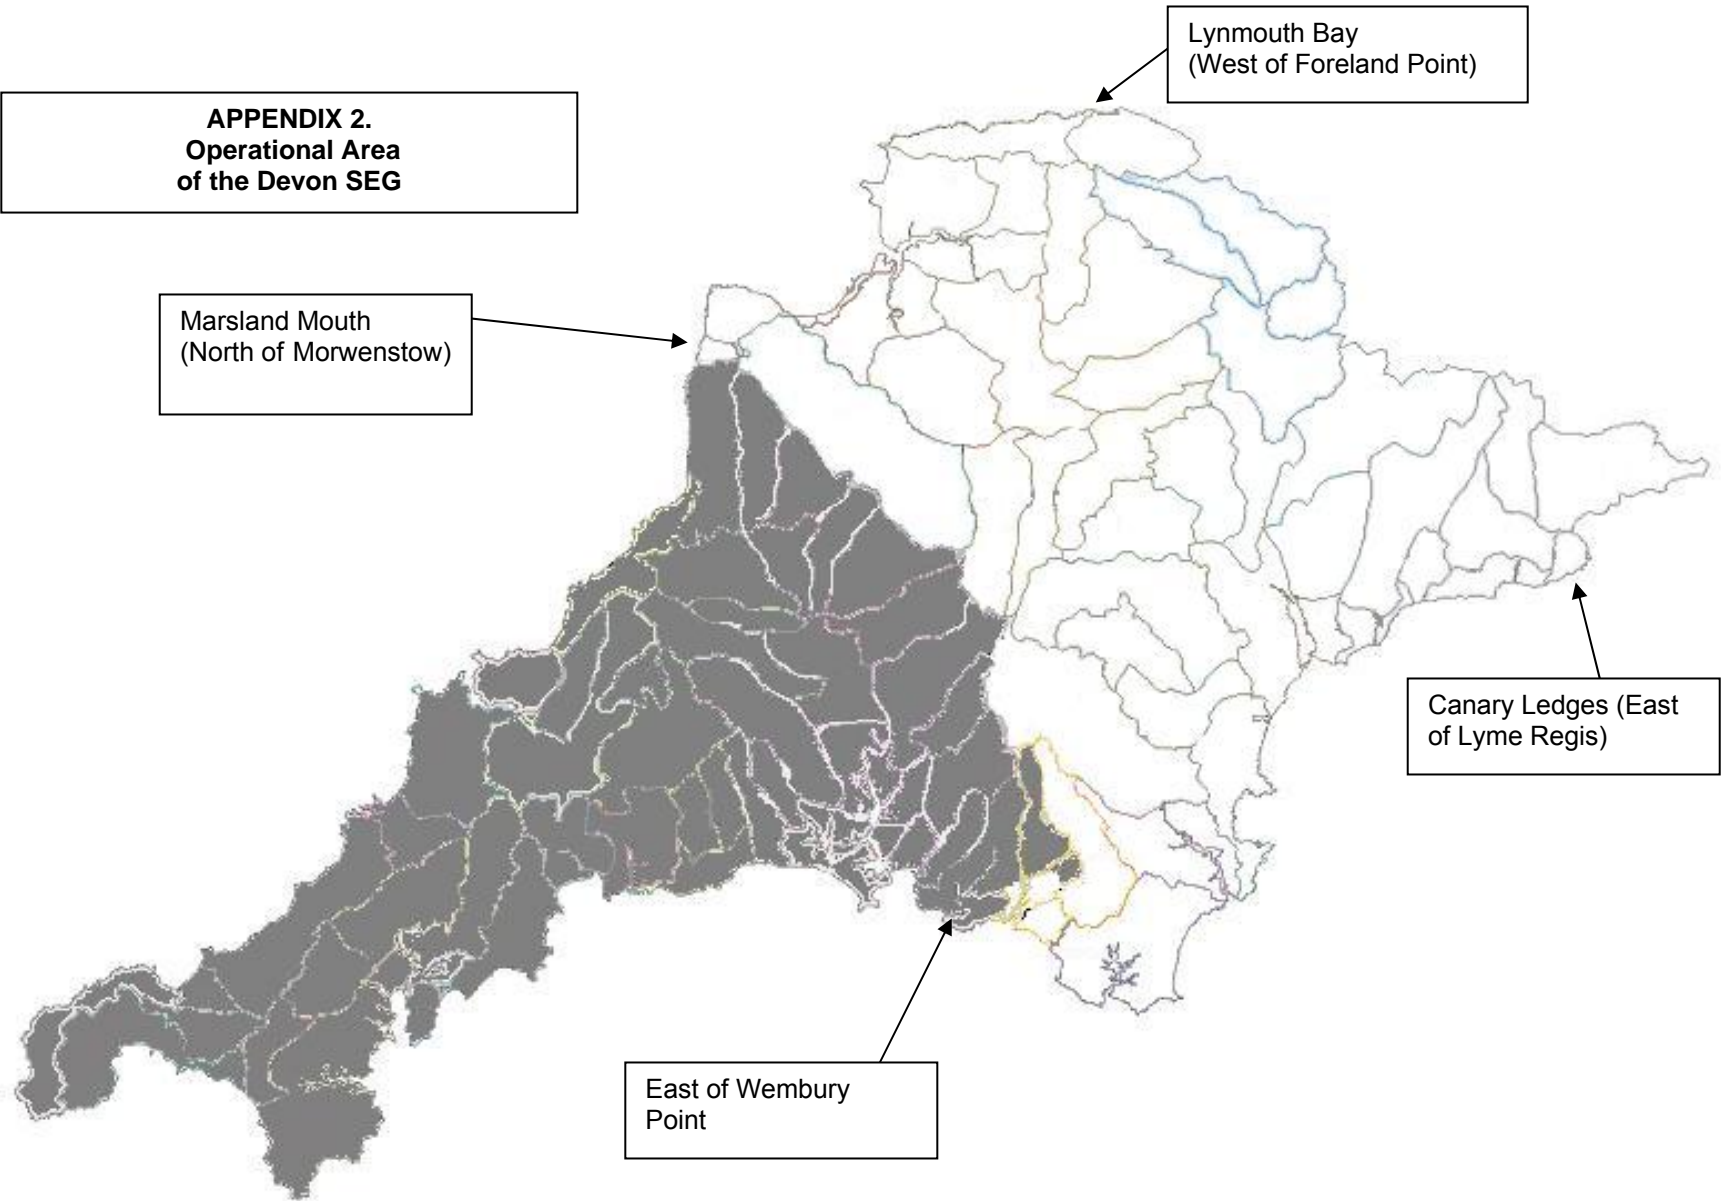 Lynmouth Bay
(West of Foreland Point)
APPENDIX 2.
Operational Area
of the Devon SEG
Marsland Mouth
(North of Morwenstow)
Canary Ledges (East
of Lyme Regis)
East of Wembury
Point